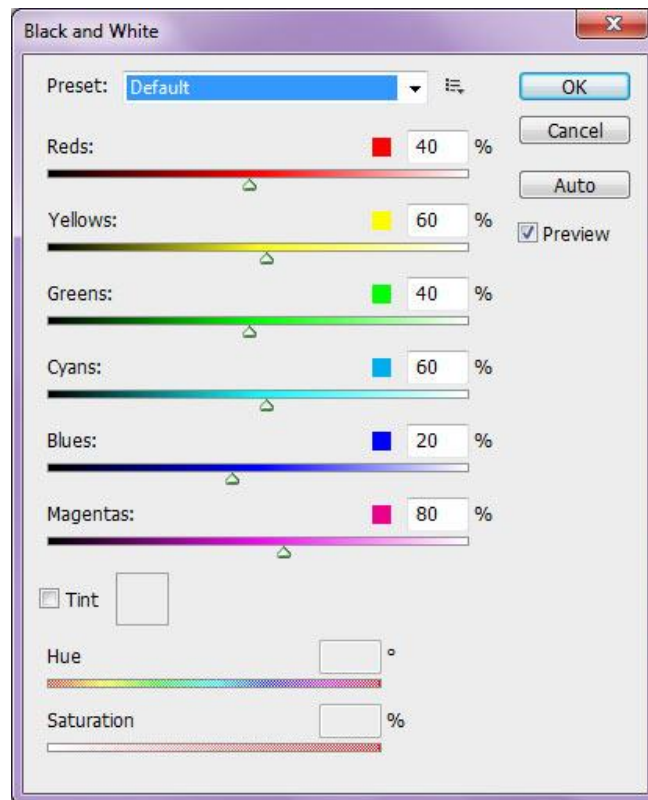 Black and White
Preset: Default
OK
Cancel
Auto
Preview
Reds: 40 %
Yellows: 60 %
Greens: 40 %
Cyans: 60 %
Blues: 20 %
Magentas: 80 %
Tint
Hue °
Saturation %